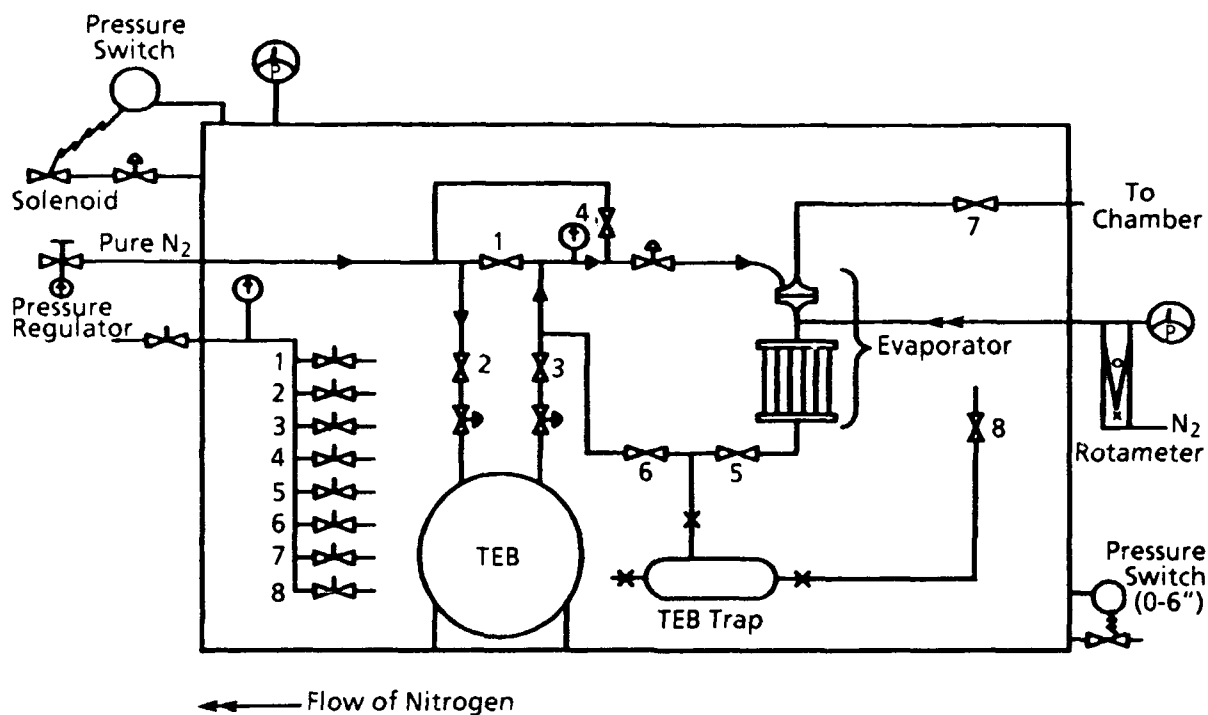 Pressure
Switch
Solenoid
Pure N₂
Pressure
Regulator
1
2
3
4
5
6
7
8
1
4
2
3
6
5
7
8
TEB
TEB Trap
Evaporator
To
Chamber
P
N₂
Rotameter
Pressure
Switch
(0-6")
Flow of Nitrogen